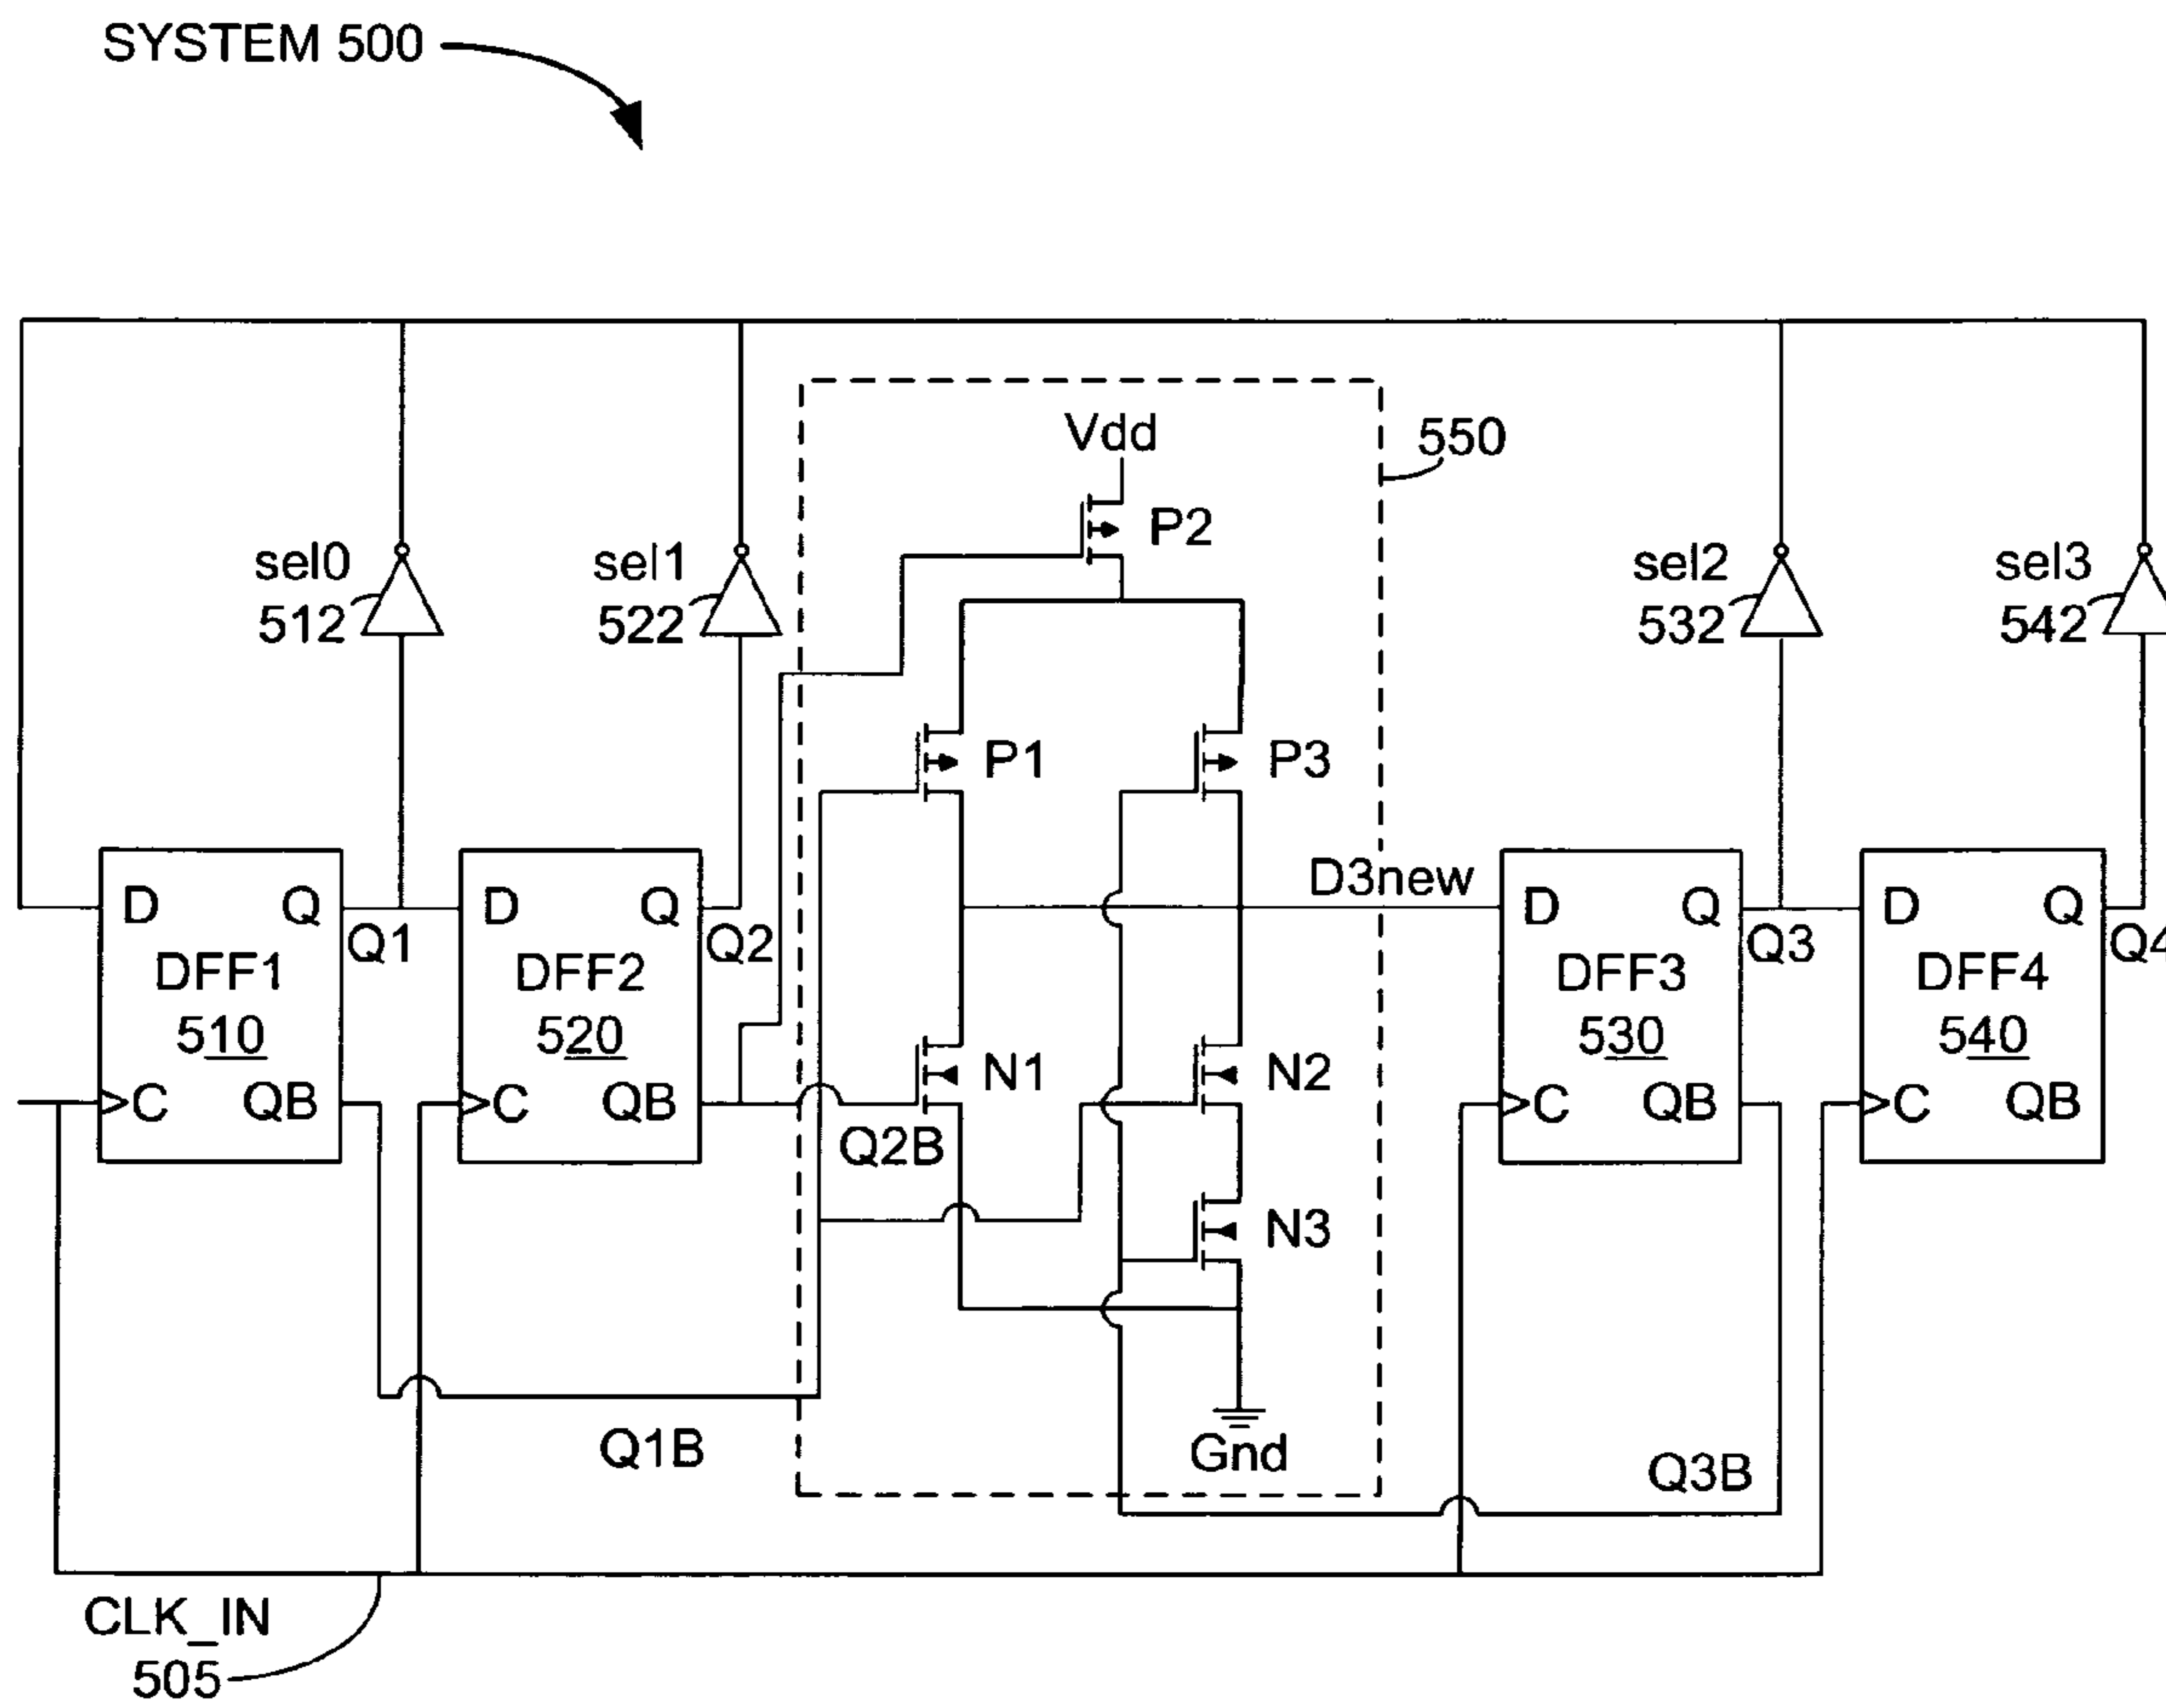 SYSTEM 500
Vdd
550
P2
sel0
512
sel1
522
sel2
532
sel3
542
P1
P3
D3new
D Q
Q1
DFF1
510
C QB
D Q
Q2
DFF2
520
C QB
N1
N2
Q2B
N3
D Q
Q3
DFF3
530
C QB
D Q
Q4
DFF4
540
C QB
Q1B
Gnd
Q3B
CLK_IN
505